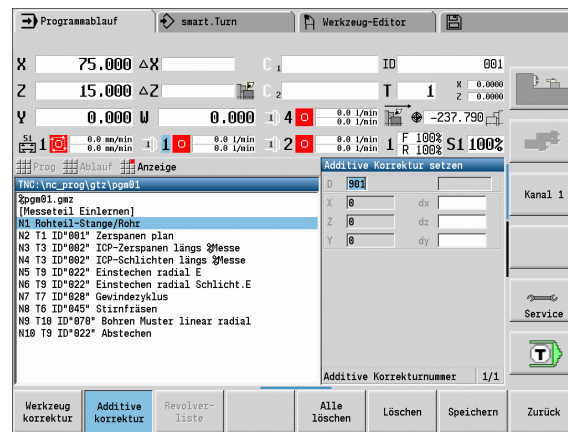 Programmablauf smart.Turn Werkzeug-Editor
X 75.000 ΔX C 1 ID 001
Z 15.000 ΔZ C 2 T 1 X 0.0000 Z 0.0000
Y 0.000 U 0.000 4 0 0.0 1/min 0.0 1/min -237.790
S1 1 0 0.0 mm/min 0.0 mm/min 1 0 0.0 1/min 0.0 1/min 2 0 0.0 1/min 0.0 1/min 1 F 100% R 100% S1 100%
Prog Ablauf Anzeige
TNC:\nc_prog\gtz\pgm01
%pgm01.gmz
[Messeteil Einlernen]
N1 Rohteil-Stange/Rohr
N2 T1 ID"001" Zerspanen plan
N3 T3 ID"002" ICP-Zerspanen längs %Messe
N4 T3 ID"002" ICP-Schlichten längs %Messe
N5 T9 ID"022" Einstechen radial E
N6 T9 ID"022" Einstechen radial Schlicht.E
N7 T7 ID"028" Gewindezyklus
N8 T6 ID"045" Stirnfräsen
N9 T10 ID"070" Bohren Muster linear radial
N10 T9 ID"022" Abstechen
Additive Korrektur setzen
D 901
X 0 dx
Z 0 dz
Y 0 dy
Additive Korrekturnummer 1/1
Kanal 1
Service
T
Werkzeug korrektur
Additive korrektur
Revolver- liste
Alle löschen
Löschen
Speichern
Zurück